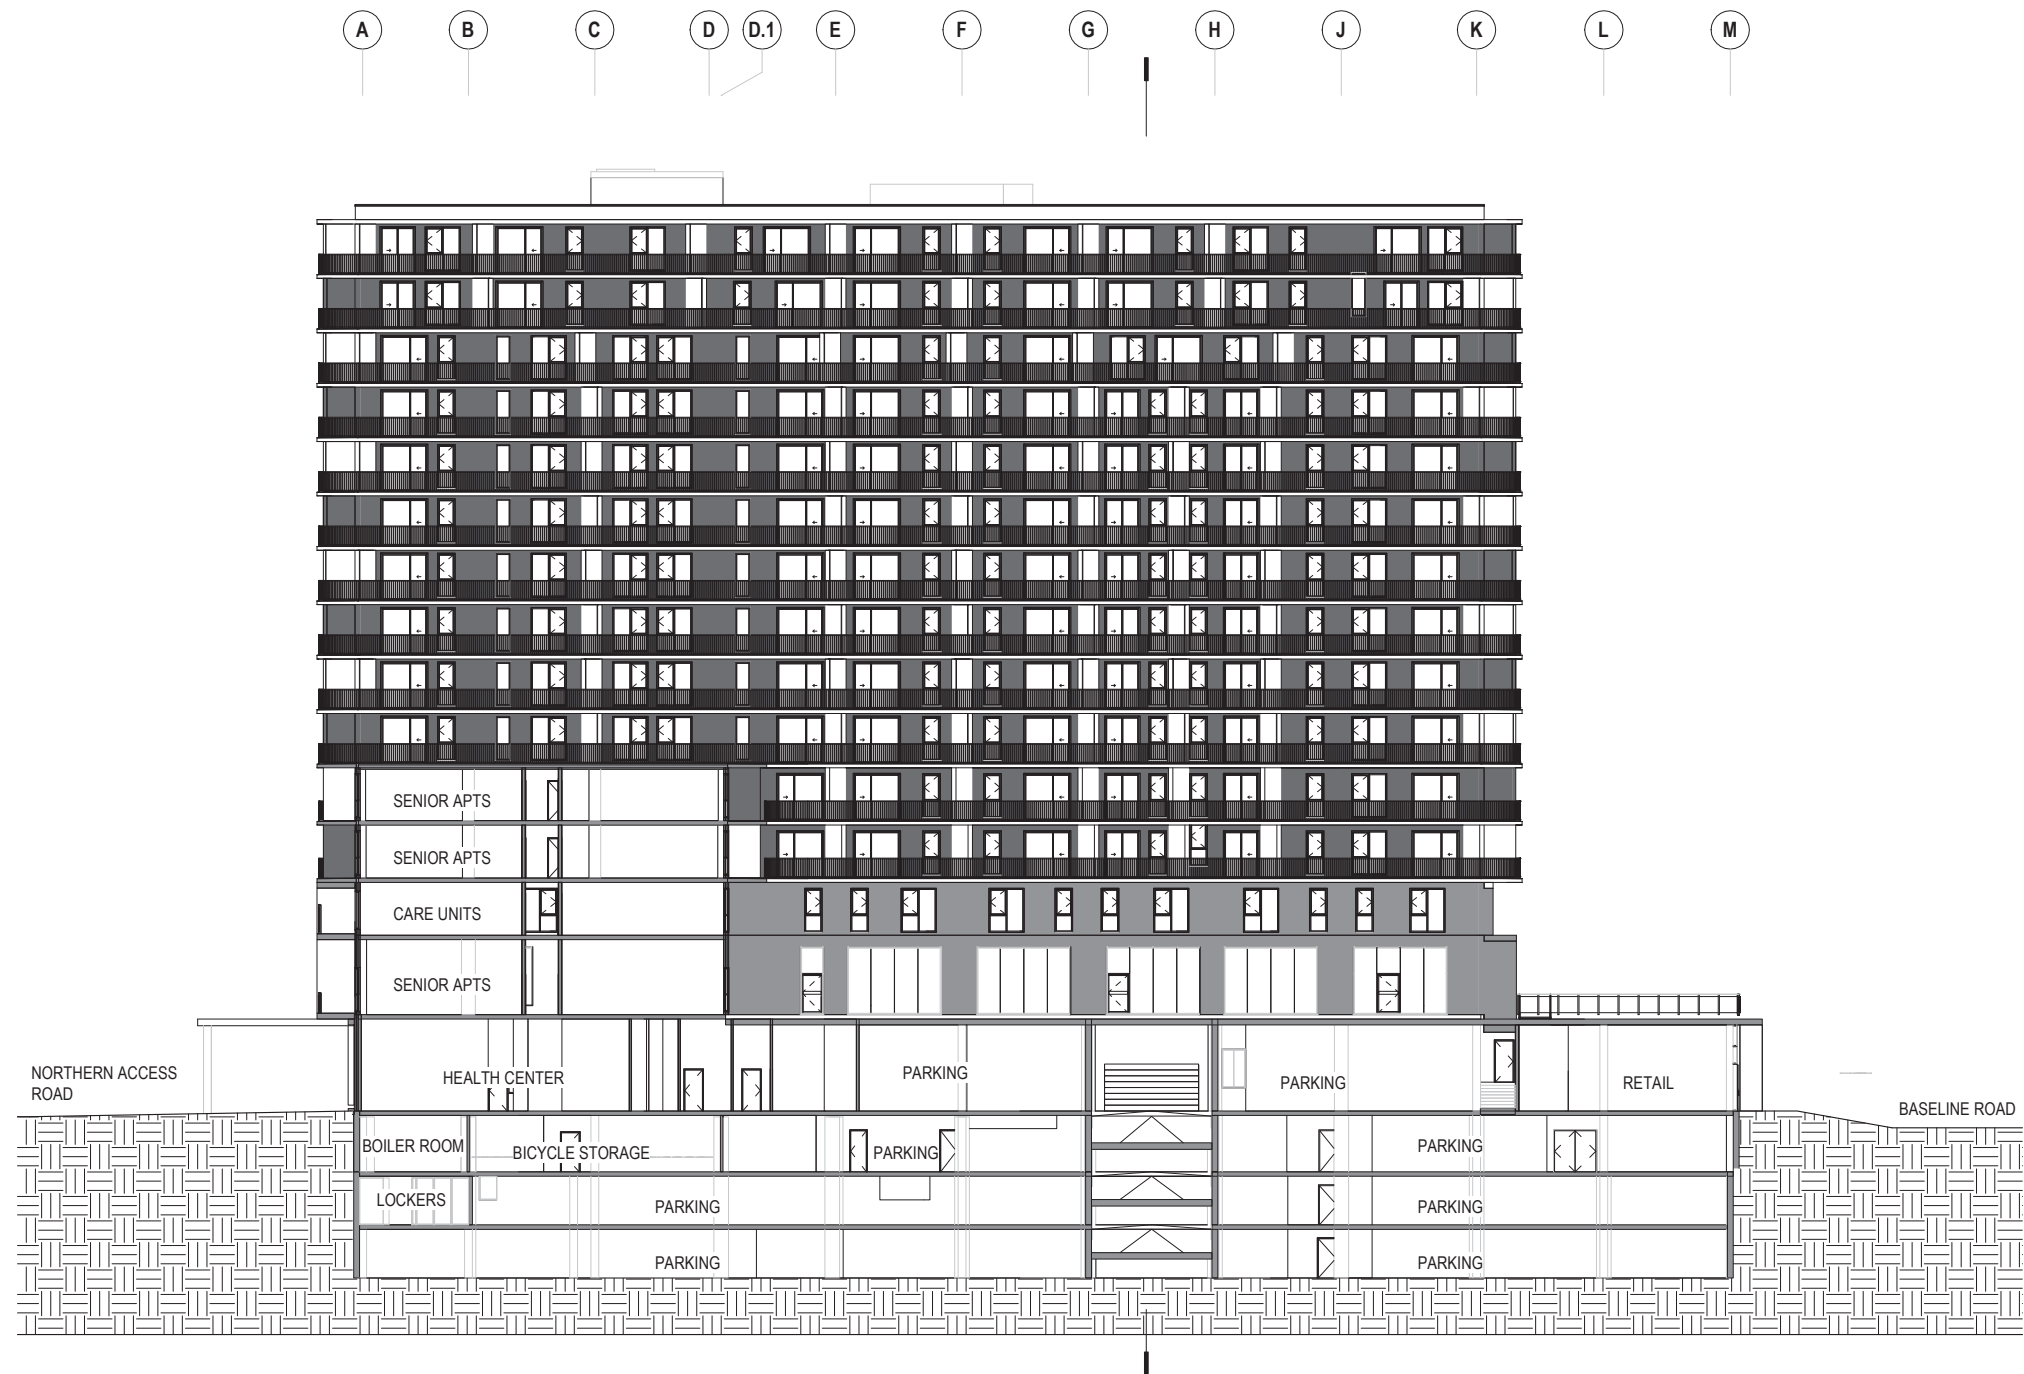 A B C D D.1 E F G H J K L M
SENIOR APTS
SENIOR APTS
CARE UNITS
SENIOR APTS
NORTHERN ACCESS
ROAD
HEALTH CENTER
PARKING
PARKING
RETAIL
BASELINE ROAD
BOILER ROOM
BICYCLE STORAGE
PARKING
PARKING
LOCKERS
PARKING
PARKING
PARKING
PARKING